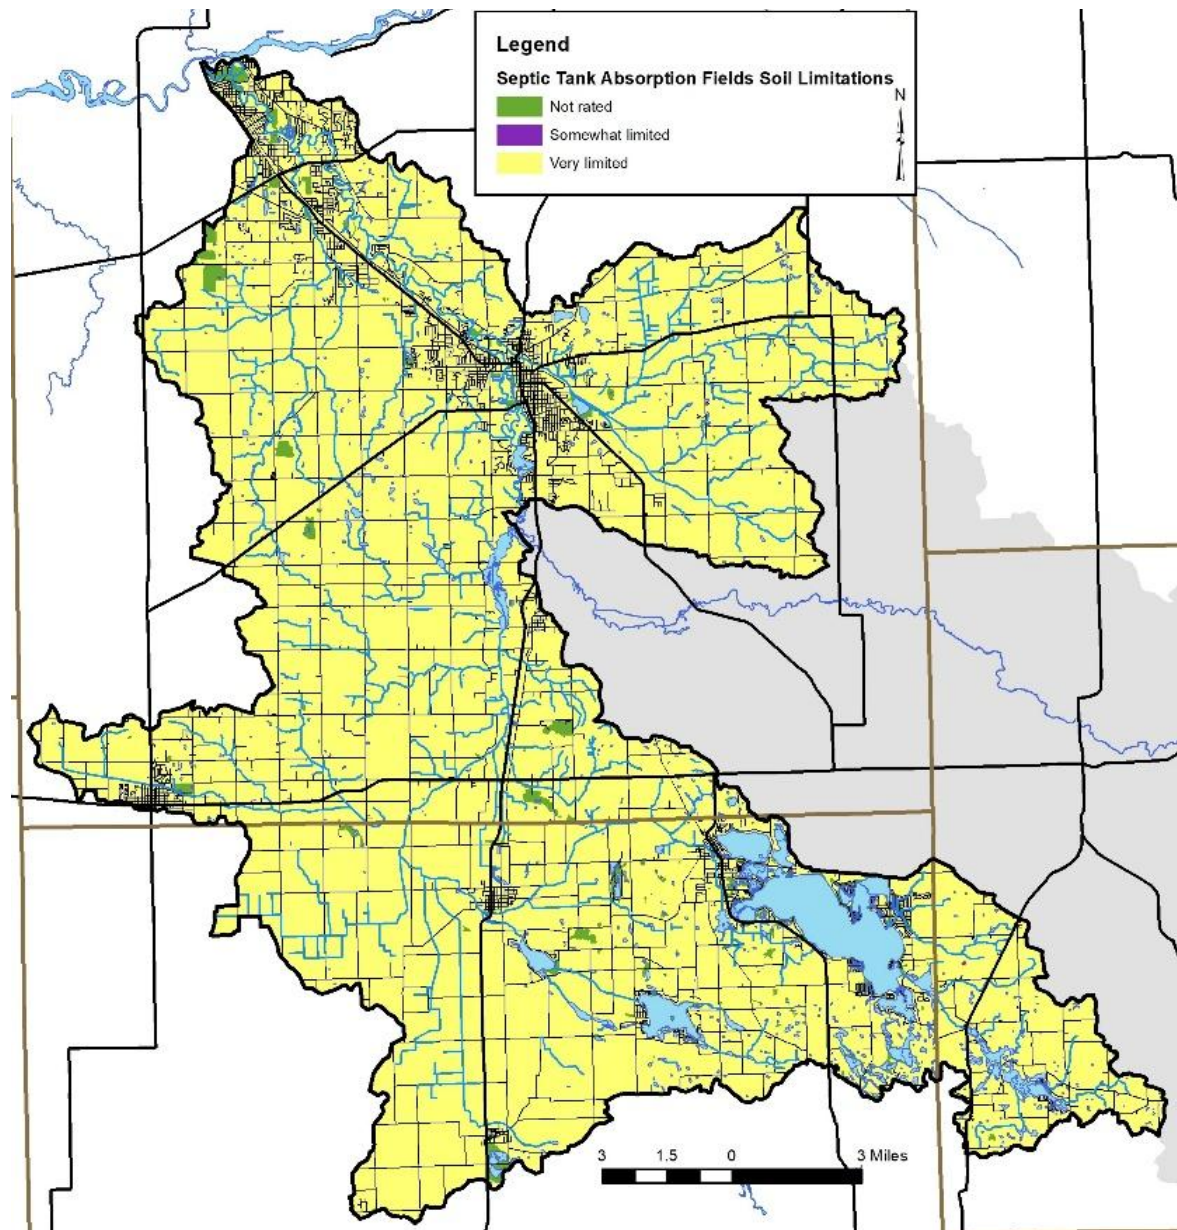 Legend
Septic Tank Absorption Fields Soil Limitations
N
Not rated
Somewhat limited
Very limited
3 1.5 0 3 Miles